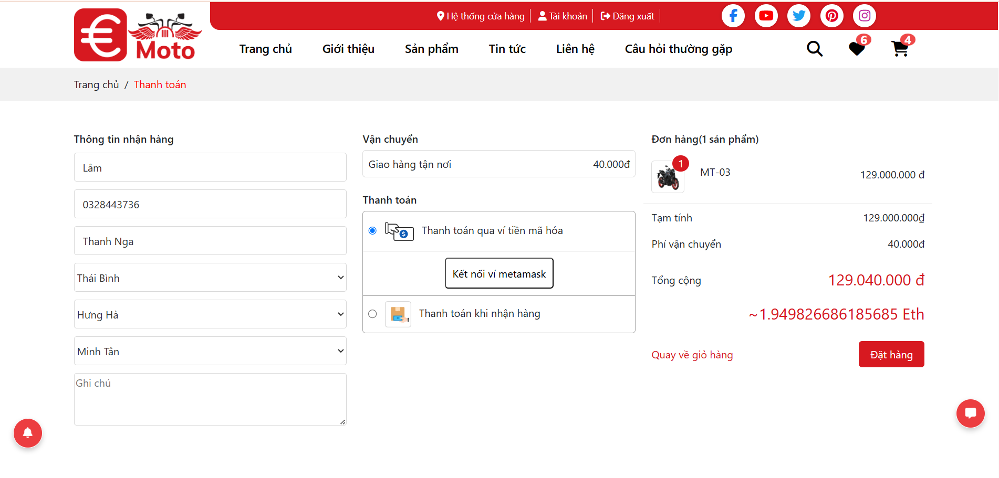 Hệ thống cửa hàng
Tài khoản
Đăng xuất
€
Moto
Trang chủ
Giới thiệu
Sản phẩm
Tin tức
Liên hệ
Câu hỏi thường gặp
6
4
Trang chủ / Thanh toán
Thông tin nhận hàng
Lâm
0328443736
Thanh Nga
Thái Bình
Hưng Hà
Minh Tân
Ghi chú
Vận chuyển
Giao hàng tận nơi 40.000đ
Thanh toán
$
Thanh toán qua ví tiền mã hóa
Kết nối ví metamask
Thanh toán khi nhận hàng
Đơn hàng(1 sản phẩm)
1
MT-03
129.000.000 đ
Tạm tính 129.000.000₫
Phí vận chuyển 40.000đ
Tổng cộng 129.040.000 đ
~1.949826686185685 Eth
Quay về giỏ hàng
Đặt hàng